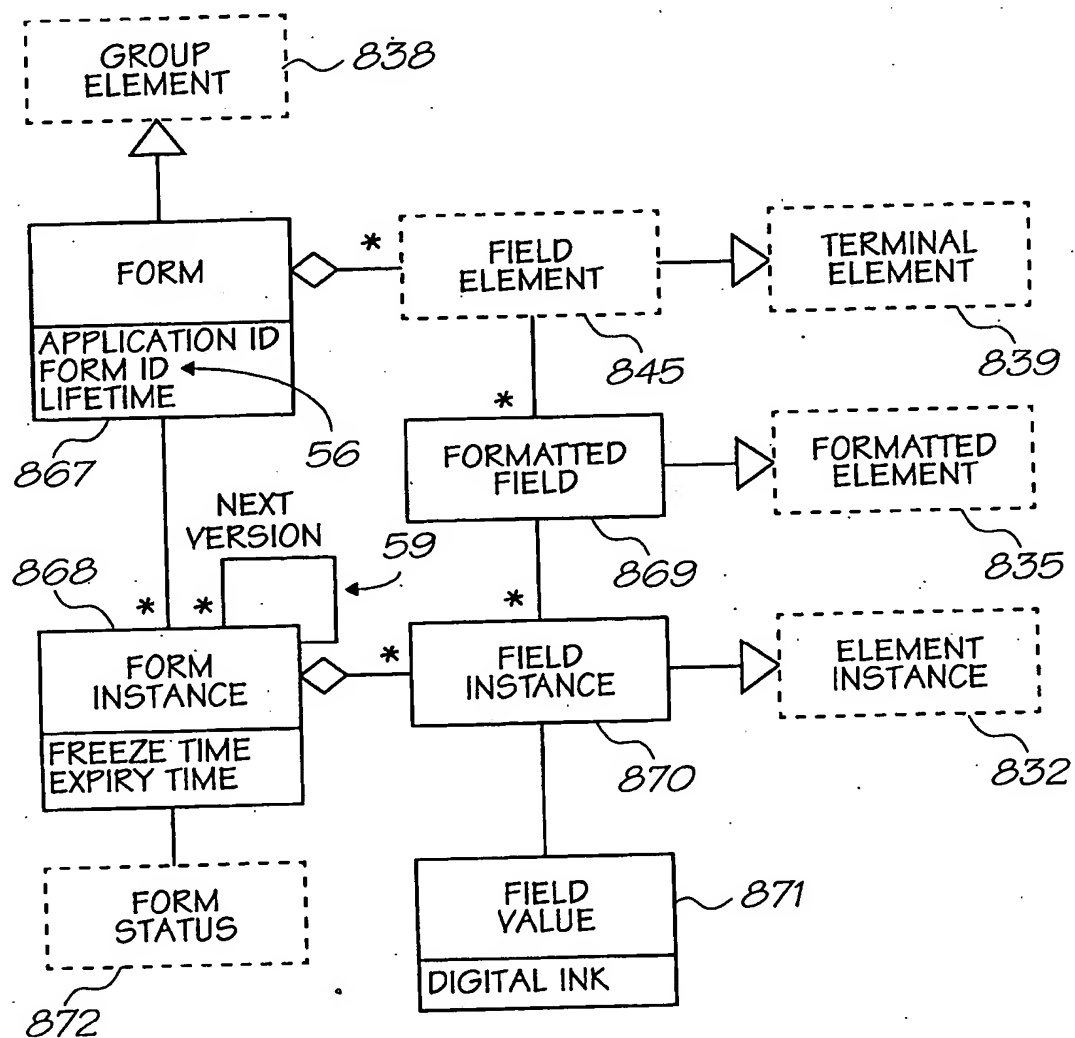 GROUP
ELEMENT
838
FORM
APPLICATION ID
FORM ID
LIFETIME
867
56
*
FIELD
ELEMENT
845
TERMINAL
ELEMENT
839
*
FORMATTED
FIELD
869
FORMATTED
ELEMENT
835
NEXT
VERSION
59
868
*
*
FORM
INSTANCE
FREEZE TIME
EXPIRY TIME
*
*
FIELD
INSTANCE
870
ELEMENT
INSTANCE
832
FORM
STATUS
872
FIELD
VALUE
DIGITAL INK
871